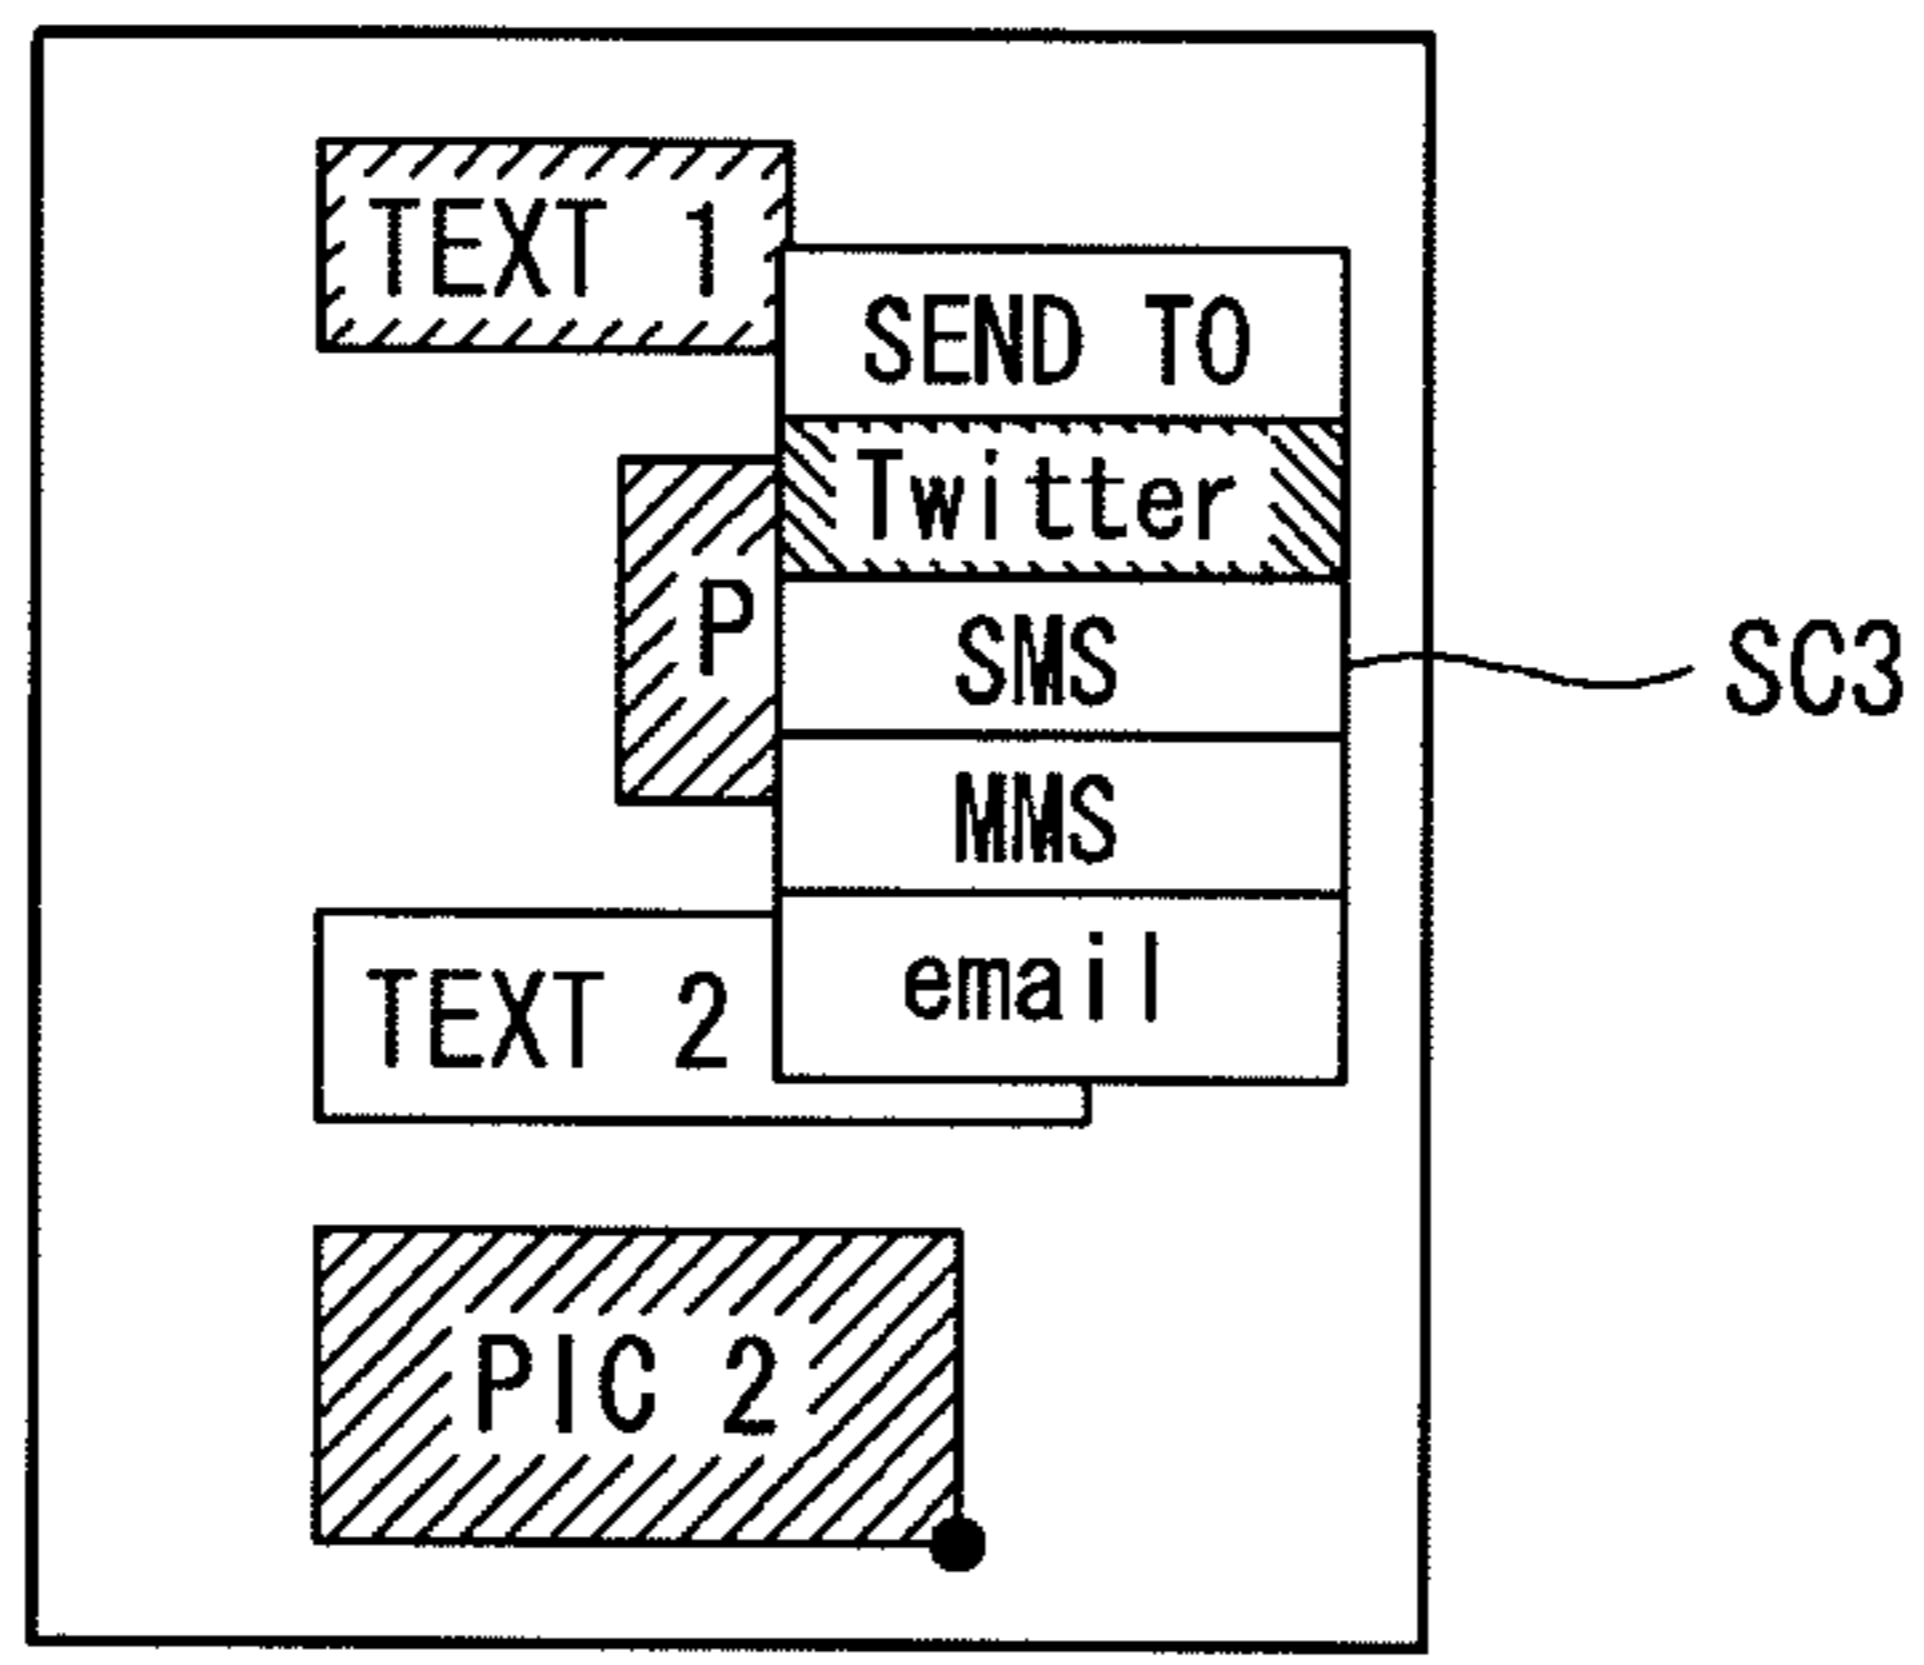 TEXT 1
SEND TO
Twitter
P
SMS
SC3
MMS
email
TEXT 2
PIC 2